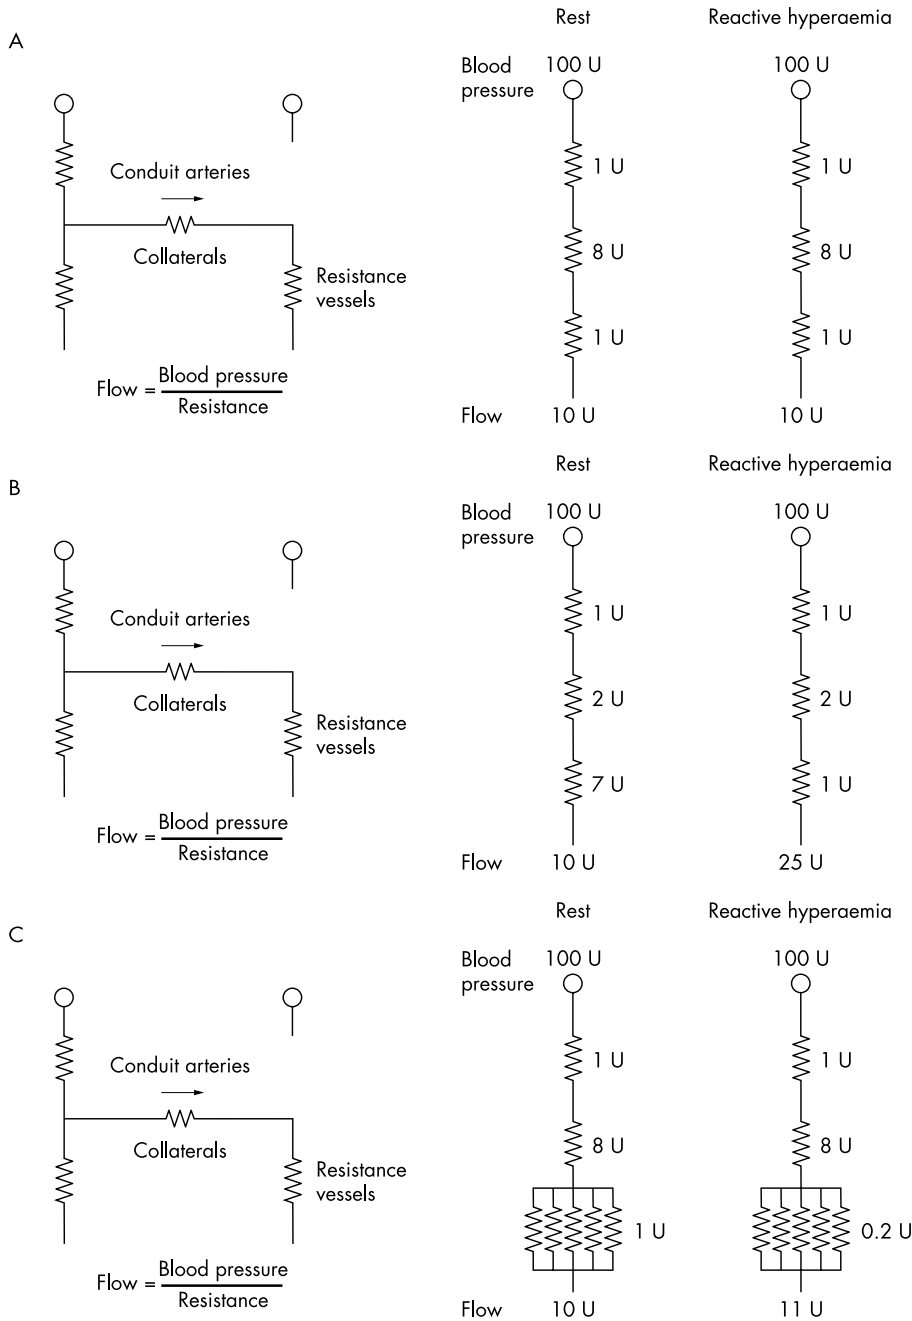 A
Rest
Reactive hyperaemia
Blood pressure
100 U
100 U
Conduit arteries
Collaterals
Resistance vessels
Flow = Blood pressure
Resistance
1 U
1 U
8 U
8 U
1 U
1 U
Flow
10 U
10 U
B
Rest
Reactive hyperaemia
Blood pressure
100 U
100 U
Conduit arteries
Collaterals
Resistance vessels
Flow = Blood pressure
Resistance
1 U
1 U
2 U
2 U
7 U
1 U
Flow
10 U
25 U
C
Rest
Reactive hyperaemia
Blood pressure
100 U
100 U
Conduit arteries
Collaterals
Resistance vessels
Flow = Blood pressure
Resistance
1 U
1 U
8 U
8 U
1 U
0.2 U
Flow
10 U
11 U